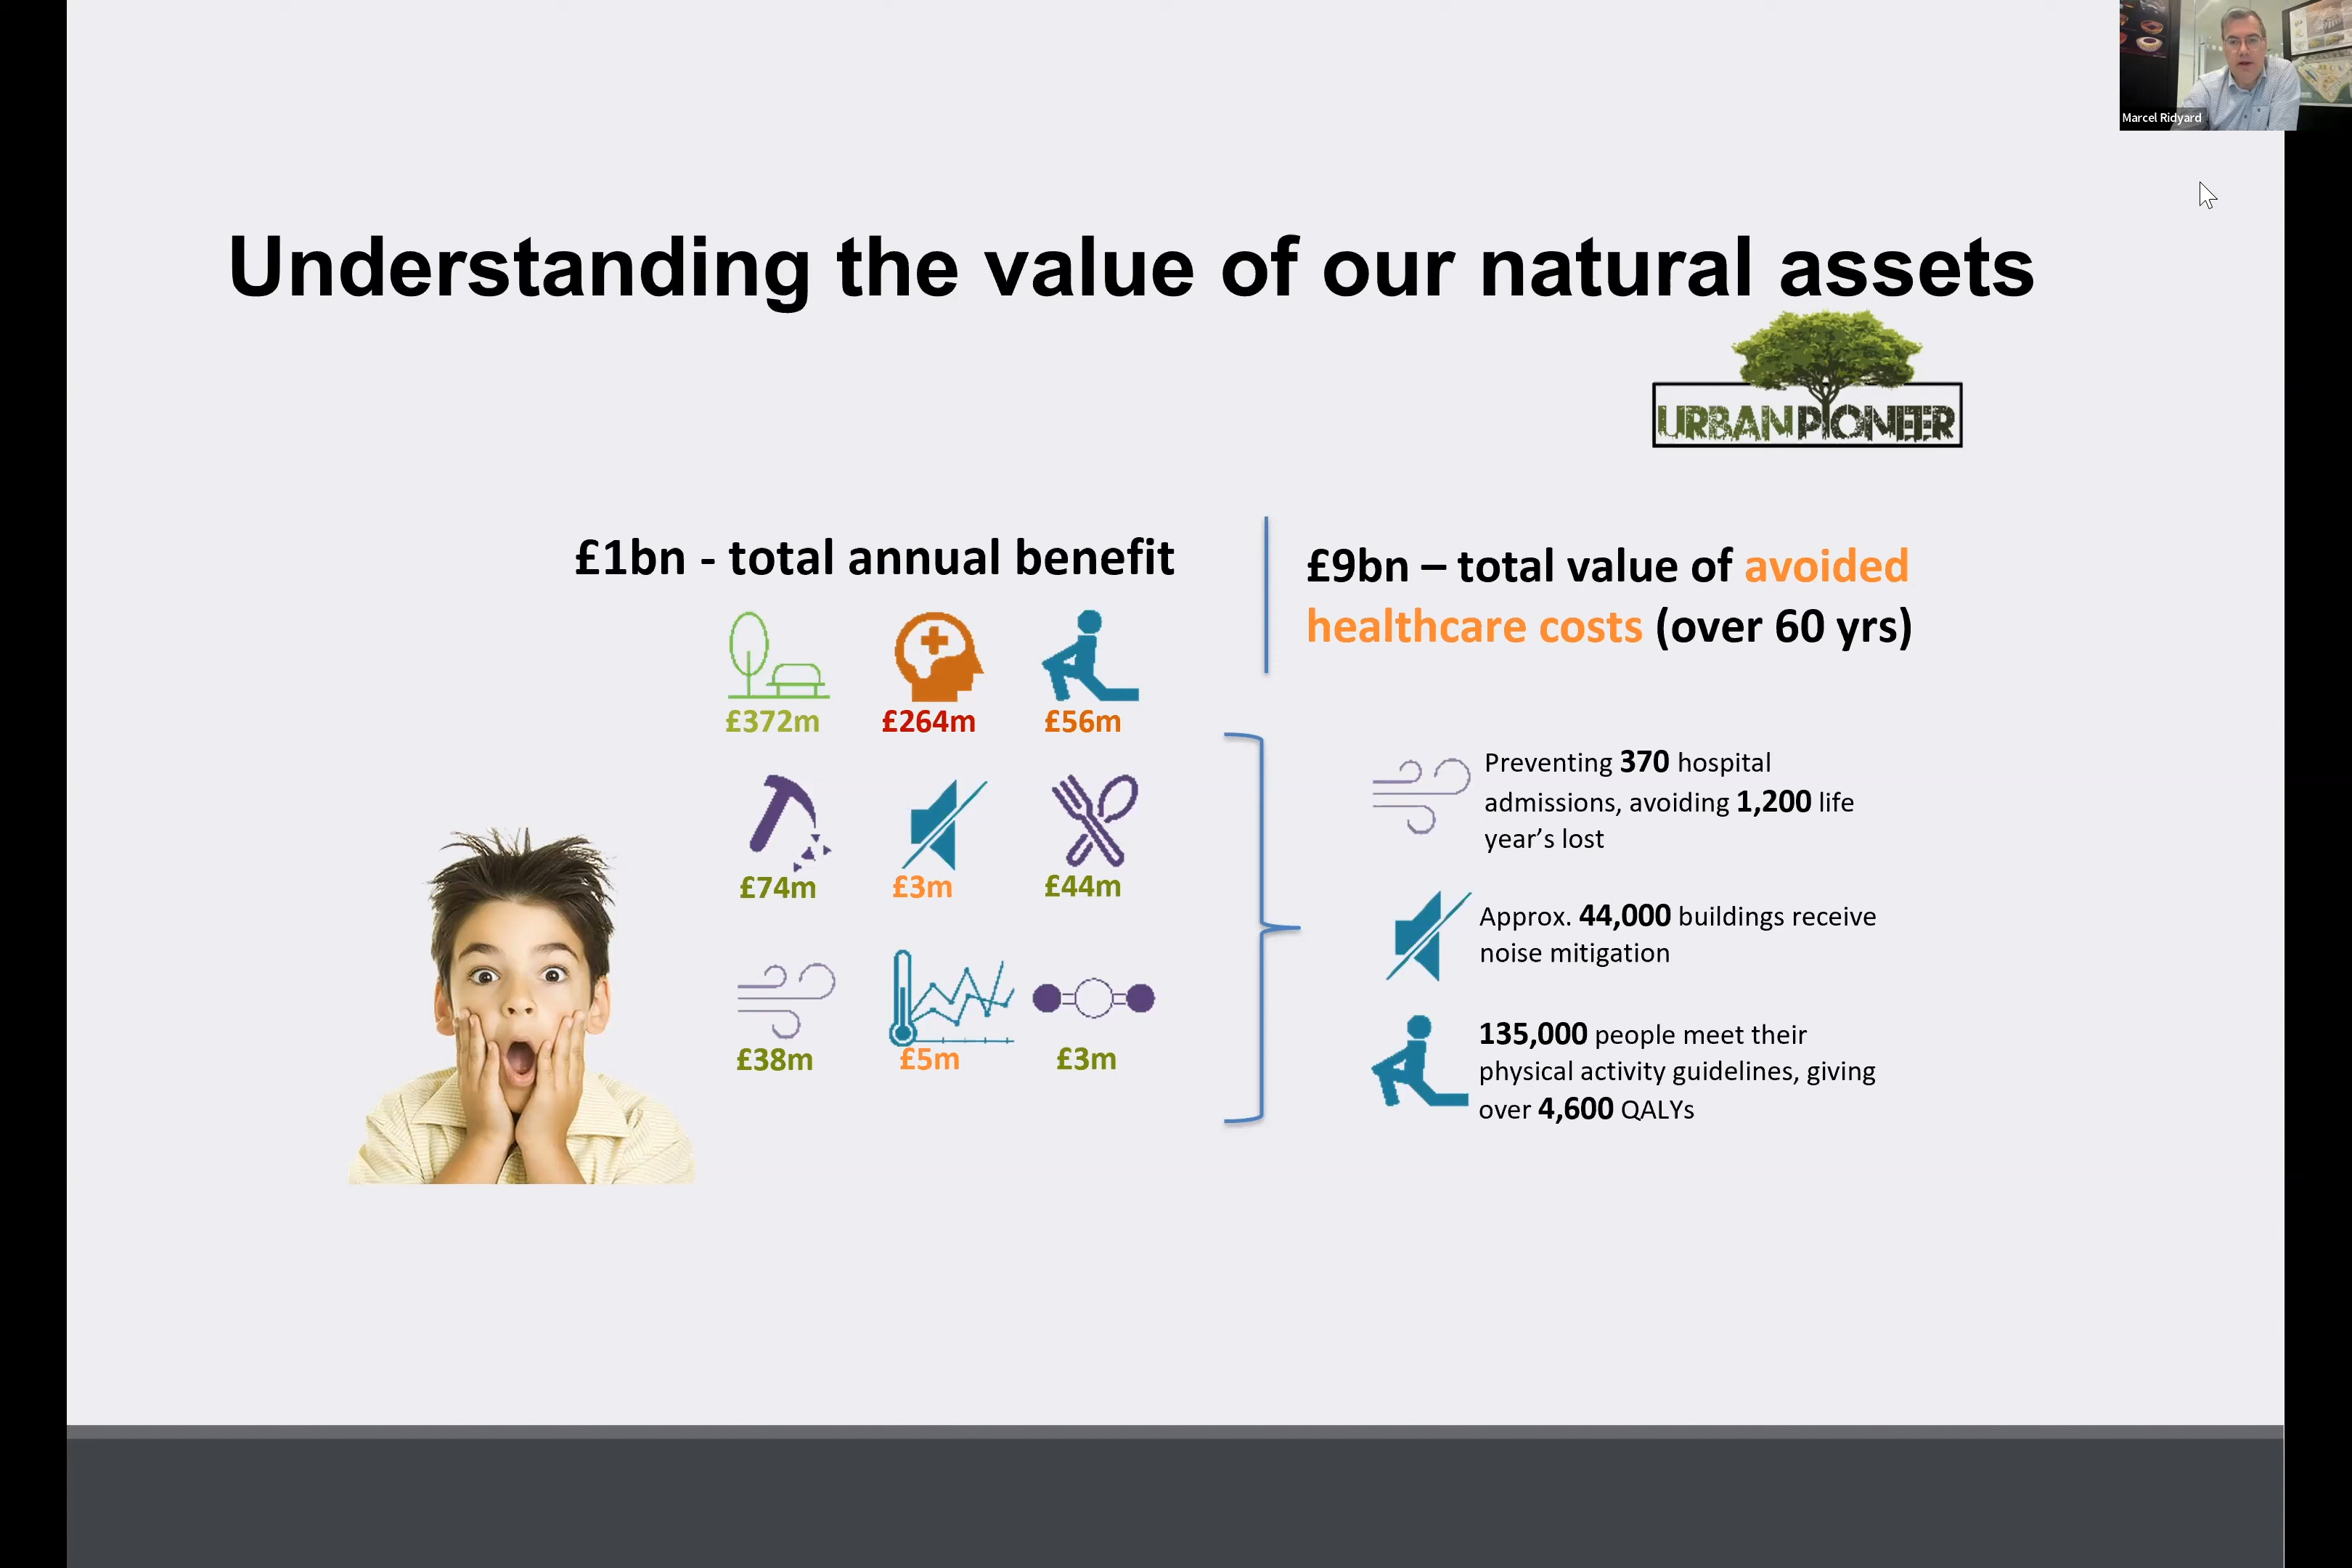 Marcel Ridyard
Understanding the value of our natural assets
URBANPIONEER
£1bn - total annual benefit
£372m
£264m
£56m
£74m
£3m
£44m
£38m
£5m
£3m
£9bn – total value of avoided
healthcare costs (over 60 yrs)
Preventing 370 hospital
admissions, avoiding 1,200 life
year’s lost
Approx. 44,000 buildings receive
noise mitigation
135,000 people meet their
physical activity guidelines, giving
over 4,600 QALYs